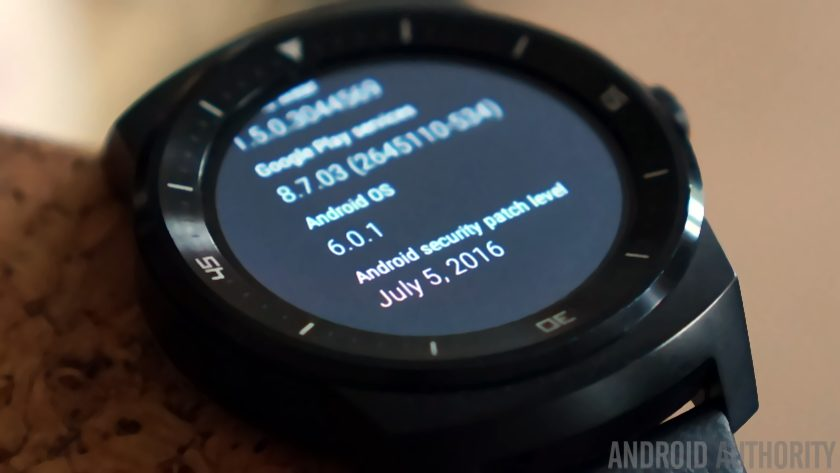 1.5.0.3044569
Google Play services
8.7.03 (2645110-534)
Android OS
6.0.1
Android security patch level
July 5, 2016
45
30
ANDROID AUTHORITY